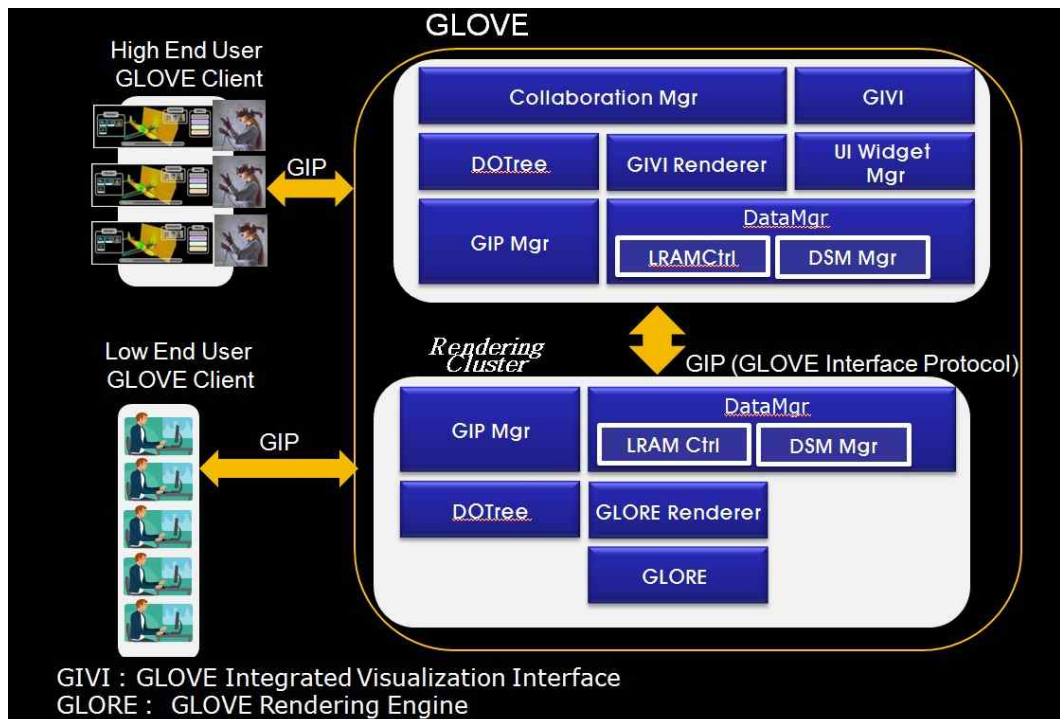 GLOVE
High End User
GLOVE Client
GIP
Collaboration Mgr
GIVI
DOTree
GIVI Renderer
UI Widget
Mgr
GIP Mgr
DataMgr
LRAMCtrl
DSM Mgr
Rendering
Cluster
GIP (GLOVE Interface Protocol)
Low End User
GLOVE Client
GIP
GIP Mgr
DataMgr
LRAM Ctrl
DSM Mgr
DOTree
GLORE Renderer
GLORE
GIVI : GLOVE Integrated Visualization Interface
GLORE : GLOVE Rendering Engine